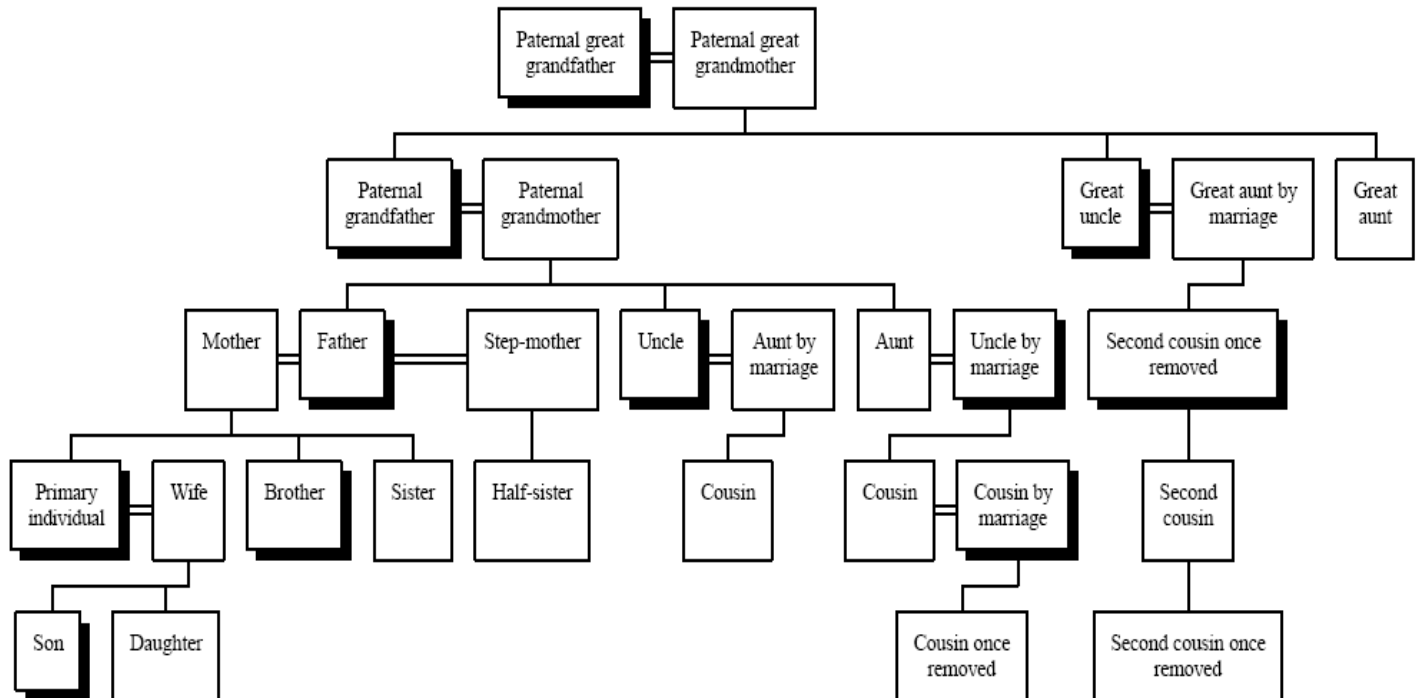 Paternal great
grandfather
Paternal great
grandmother
Paternal
grandfather
Paternal
grandmother
Great
uncle
Great aunt by
marriage
Great
aunt
Mother
Father
Step-mother
Uncle
Aunt by
marriage
Aunt
Uncle by
marriage
Second cousin once
removed
Primary
individual
Wife
Brother
Sister
Half-sister
Cousin
Cousin
Cousin by
marriage
Second
cousin
Son
Daughter
Cousin once
removed
Second cousin once
removed